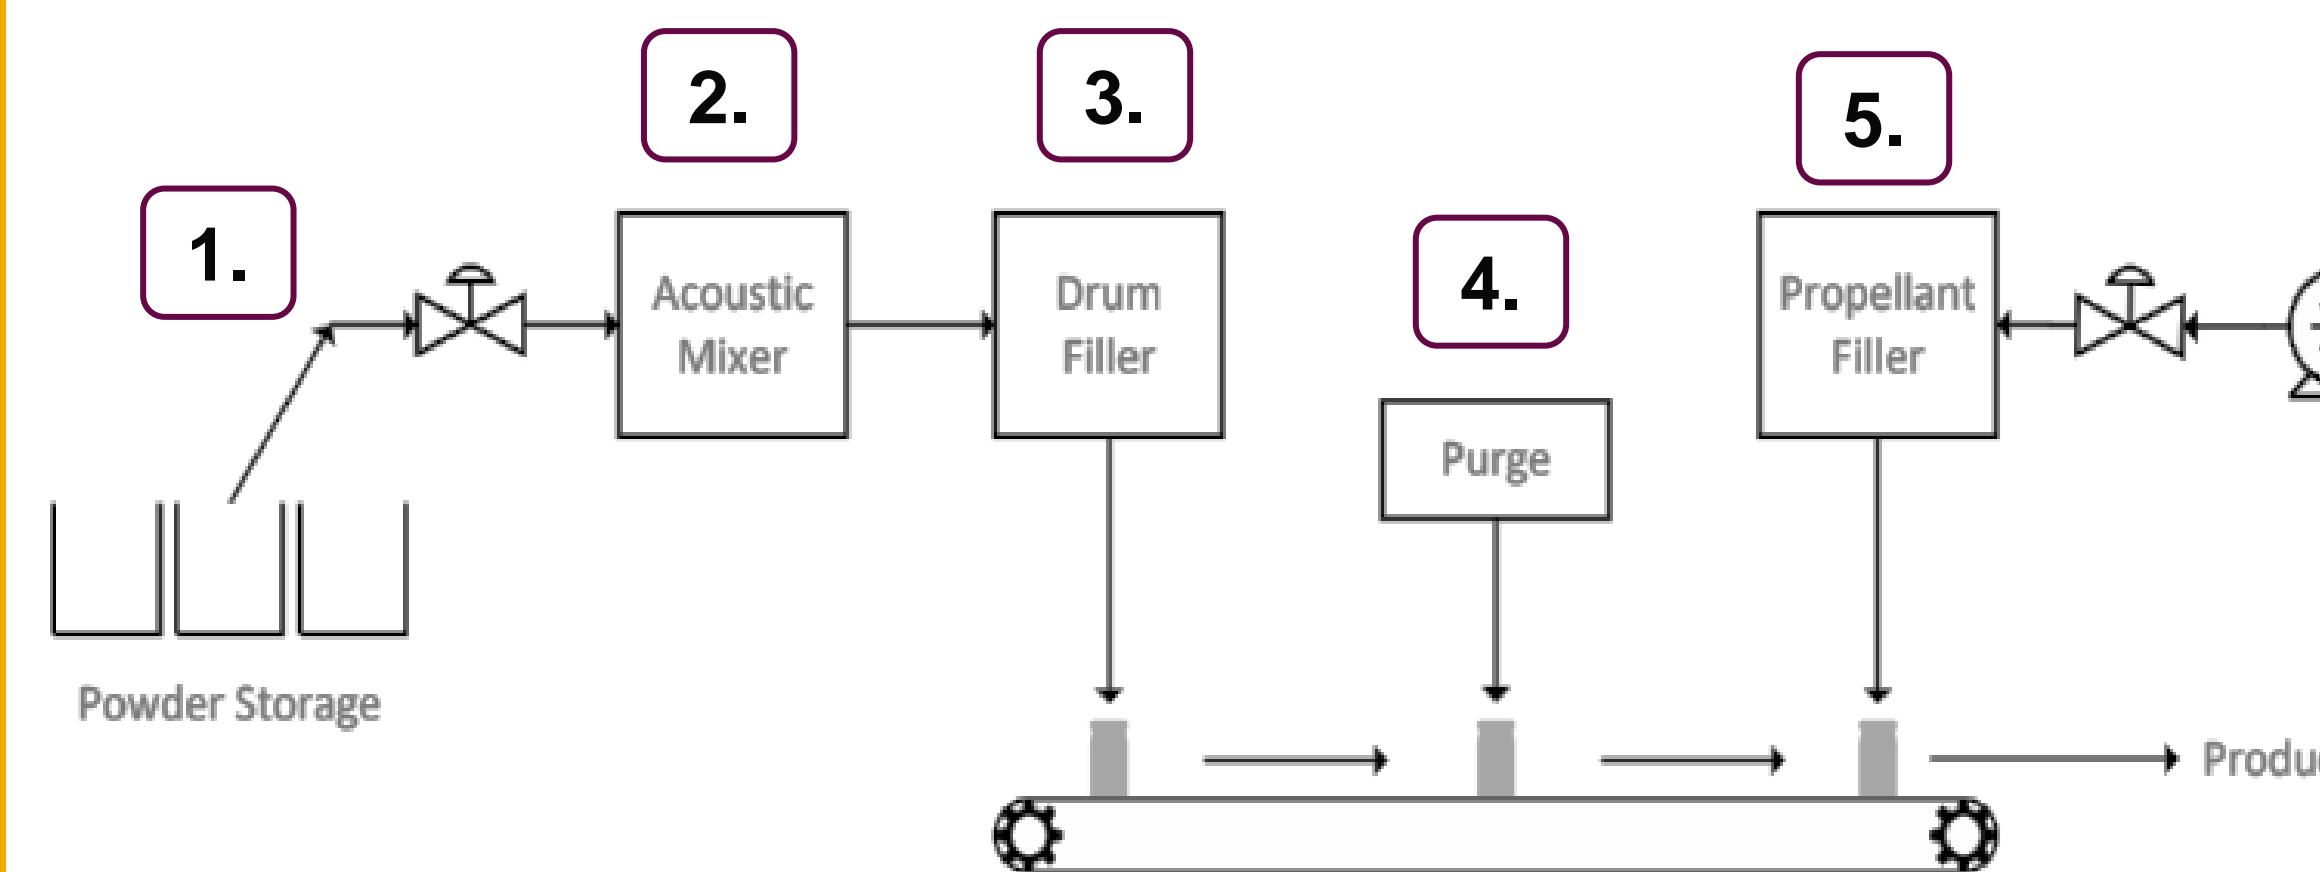 1.
2.
3.
4.
5.
Acoustic
Mixer
Drum
Filler
Purge
Propellant
Filler
Powder Storage